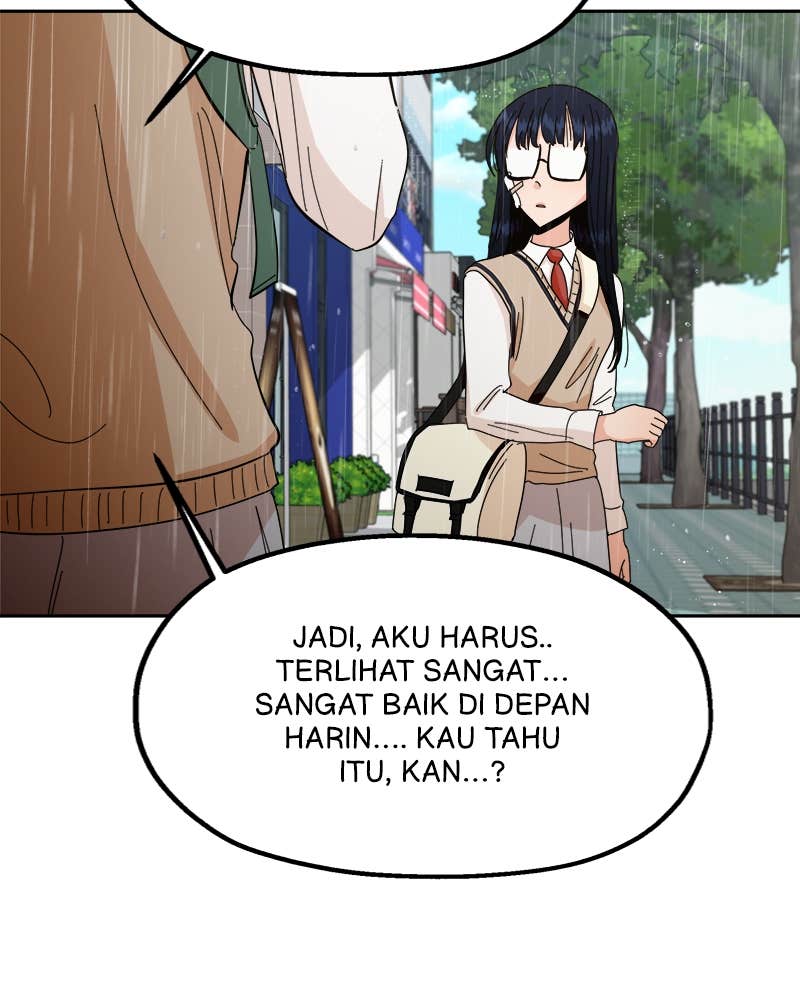 JADI, AKU HARUS..
TERLIHAT SANGAT...
SANGAT BAIK DI DEPAN
HARIN.... KAU TAHU
ITU, KAN...?